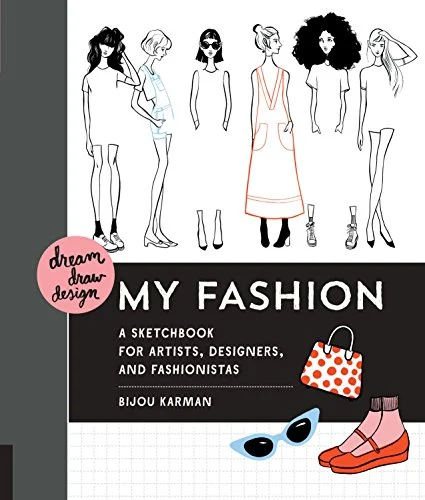 dream
draw
design
MY FASHION
A SKETCHBOOK
FOR ARTISTS, DESIGNERS,
AND FASHIONISTAS
BIJOU KARMAN